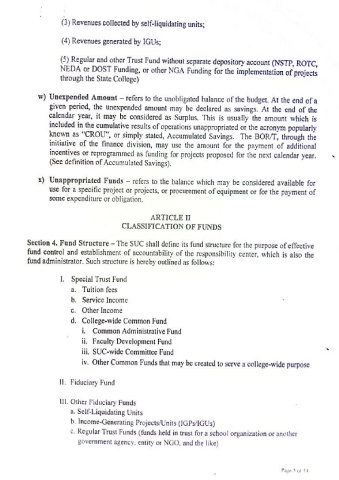 (3) Revenues collected by self-liquidating units;
(4) Revenues generated by IGUs;
(5) Regular and other Trust Fund without separate depository account (NSTP, ROTC,
NEDA or DOST Funding, or other NGA Funding for the implementation of projects
through the State College)
w) Unexpended Amount – refers to the unobligated balance of the budget. At the end of a
given period, the unexpended amount may be declared as savings. At the end of the
calendar year, it may be considered as Surplus. This is usually the amount which is
included in the cumulative results of operations unappropriated or the acronym popularly
known as "CROU", or simply stated, Accumulated Savings. The BOR/T, through the
initiative of the finance division, may use the amount for the payment of additional
incentives or reprogrammed as funding for projects proposed for the next calendar year.
(See definition of Accumulated Savings).
x) Unappropriated Funds – refers to the balance which may be considered available for
use for a specific project or projects, or procurement of equipment or for the payment of
some expenditure or obligation.
ARTICLE II
CLASSIFICATION OF FUNDS
Section 4. Fund Structure – The SUC shall define its fund structure for the purpose of effective
fund control and establishment of accountability of the responsibility center, which is also the
fund administrator. Such structure is hereby outlined as follows:
I. Special Trust Fund
a. Tuition fees
b. Service Income
c. Other Income
d. College-wide Common Fund
i. Common Administrative Fund
ii. Faculty Development Fund
iii. SUC-wide Committee Fund
iv. Other Common Funds that may be created to serve a college-wide purpose
II. Fiduciary Fund
III. Other Fiduciary Funds
a. Self-Liquidating Units
b. Income-Generating Projects/Units (IGPs/IGUs)
c. Regular Trust Funds (funds held in trust for a school organization or another
government agency, entity or NGO, and the like)
Page 5 of 14